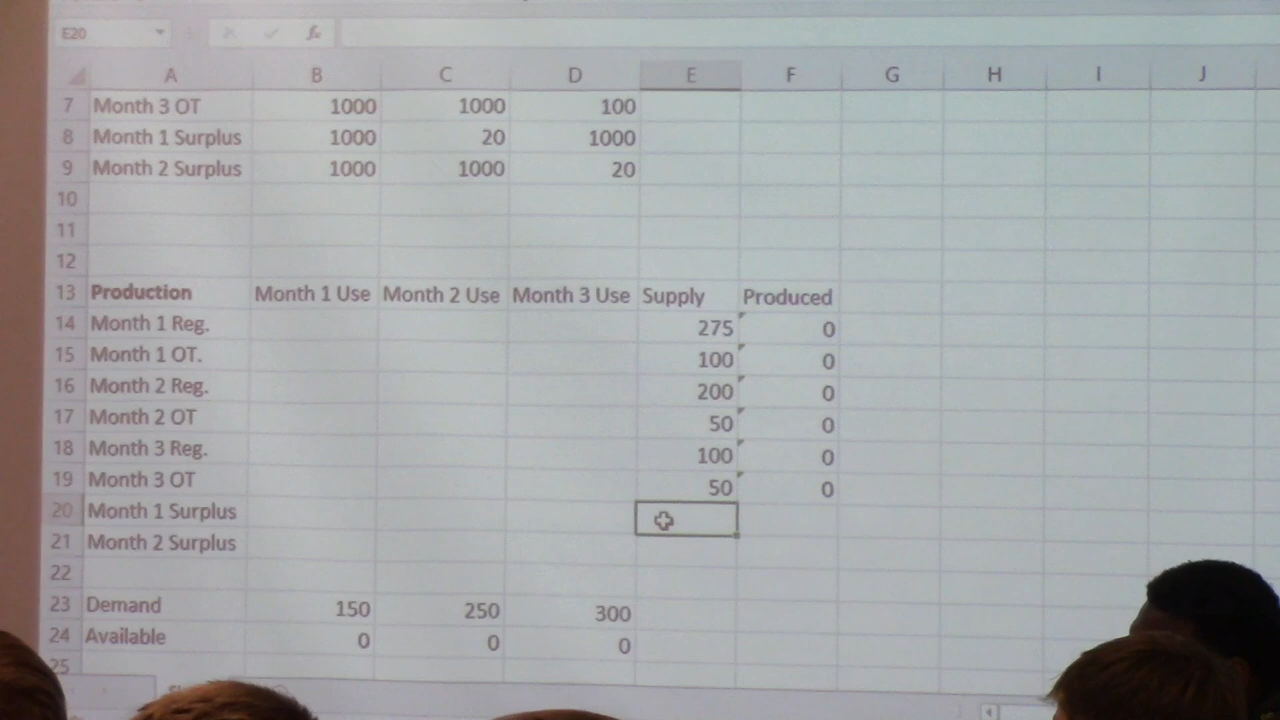 E20 fx
A B C D E F G H I J
7 Month 3 OT 1000 1000 100
8 Month 1 Surplus 1000 20 1000
9 Month 2 Surplus 1000 1000 20
10
11
12
13 Production Month 1 Use Month 2 Use Month 3 Use Supply Produced
14 Month 1 Reg. 275 0
15 Month 1 OT. 100 0
16 Month 2 Reg. 200 0
17 Month 2 OT 50 0
18 Month 3 Reg. 100 0
19 Month 3 OT 50 0
20 Month 1 Surplus
21 Month 2 Surplus
22
23 Demand 150 250 300
24 Available 0 0 0
25